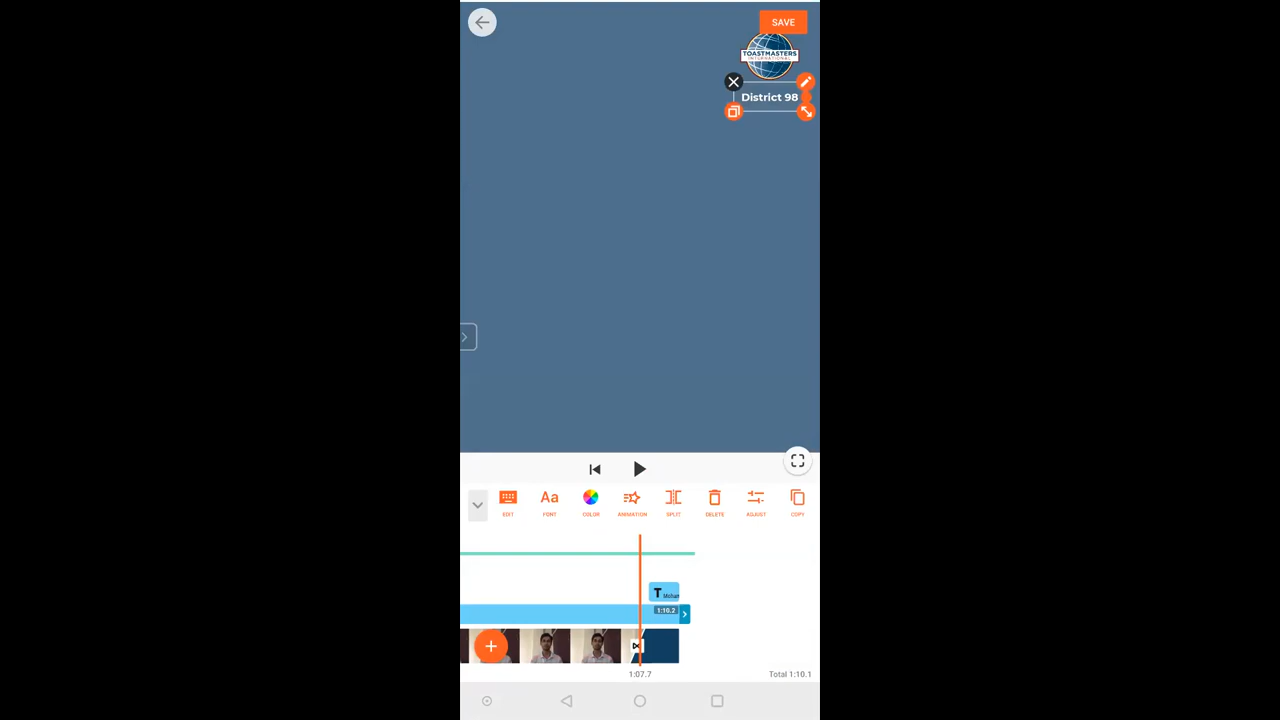 SAVE
TOASTMASTERS
INTERNATIONAL
District 98
EDIT
Aa
FONT
COLOR
ANIMATION
SPLIT
DELETE
ADJUST
COPY
T Mohan
1:10.2
1:07.7
Total 1:10.1